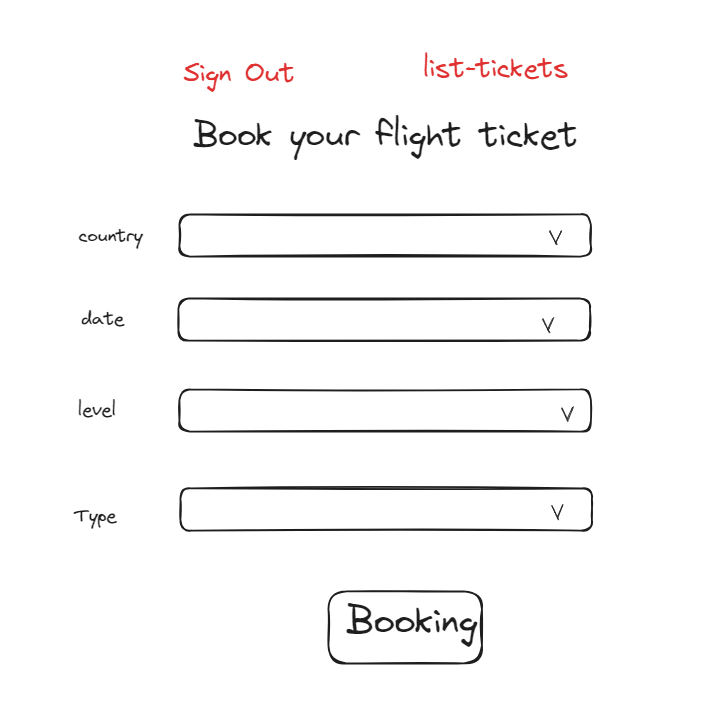 Sign Out list-tickets
Book your flight ticket
country V
date V
level V
Type V
Booking